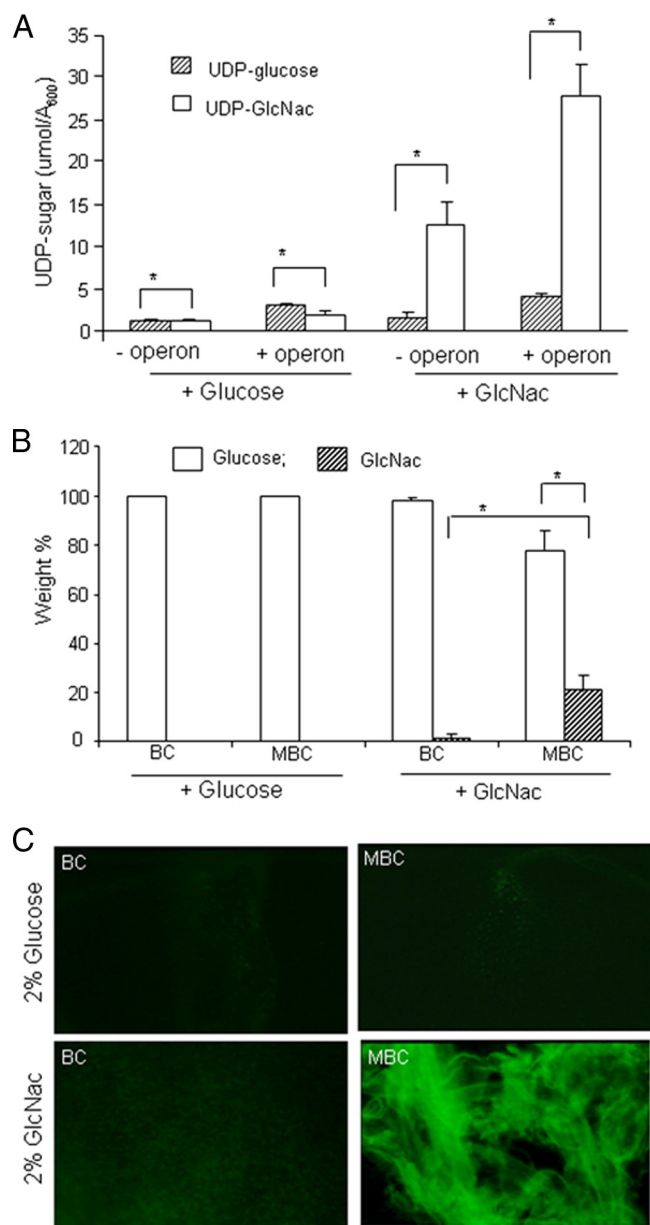 A
UDP-sugar (umol/A600)
35
30
25
20
15
10
5
0
UDP-glucose
UDP-GlcNac
*
*
*
*
- operon
+ operon
- operon
+ operon
+ Glucose
+ GlcNac
B
Weight %
120
100
80
60
40
20
0
Glucose;
GlcNac
*
*
BC
MBC
BC
MBC
+ Glucose
+ GlcNac
C
2% Glucose
BC
MBC
2% GlcNac
BC
MBC